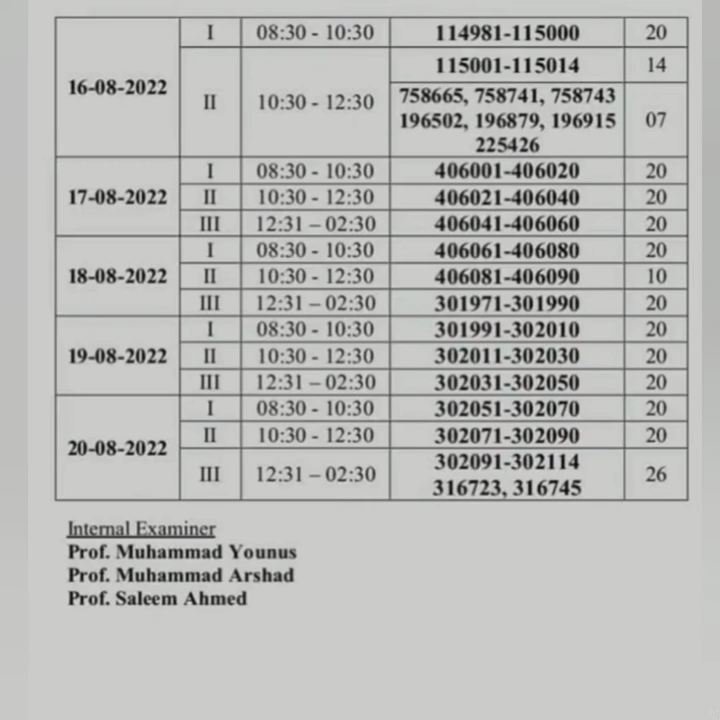 16-08-2022 I 08:30 - 10:30 114981-115000 20
II 10:30 - 12:30 115001-115014 14
758665, 758741, 758743
196502, 196879, 196915
225426 07
17-08-2022 I 08:30 - 10:30 406001-406020 20
II 10:30 - 12:30 406021-406040 20
III 12:31 – 02:30 406041-406060 20
18-08-2022 I 08:30 - 10:30 406061-406080 20
II 10:30 - 12:30 406081-406090 10
III 12:31 – 02:30 301971-301990 20
19-08-2022 I 08:30 - 10:30 301991-302010 20
II 10:30 - 12:30 302011-302030 20
III 12:31 – 02:30 302031-302050 20
20-08-2022 I 08:30 - 10:30 302051-302070 20
II 10:30 - 12:30 302071-302090 20
III 12:31 – 02:30 302091-302114
316723, 316745 26
Internal Examiner
Prof. Muhammad Younus
Prof. Muhammad Arshad
Prof. Saleem Ahmed